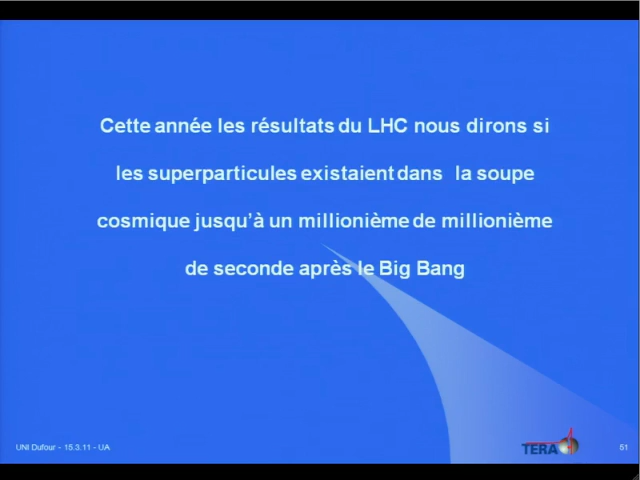 Cette année les résultats du LHC nous dirons si
les superparticules existaient dans la soupe
cosmique jusqu'à un millionième de millionième
de seconde après le Big Bang
UNI Dufour - 15.3.11 - UA
TERA
51